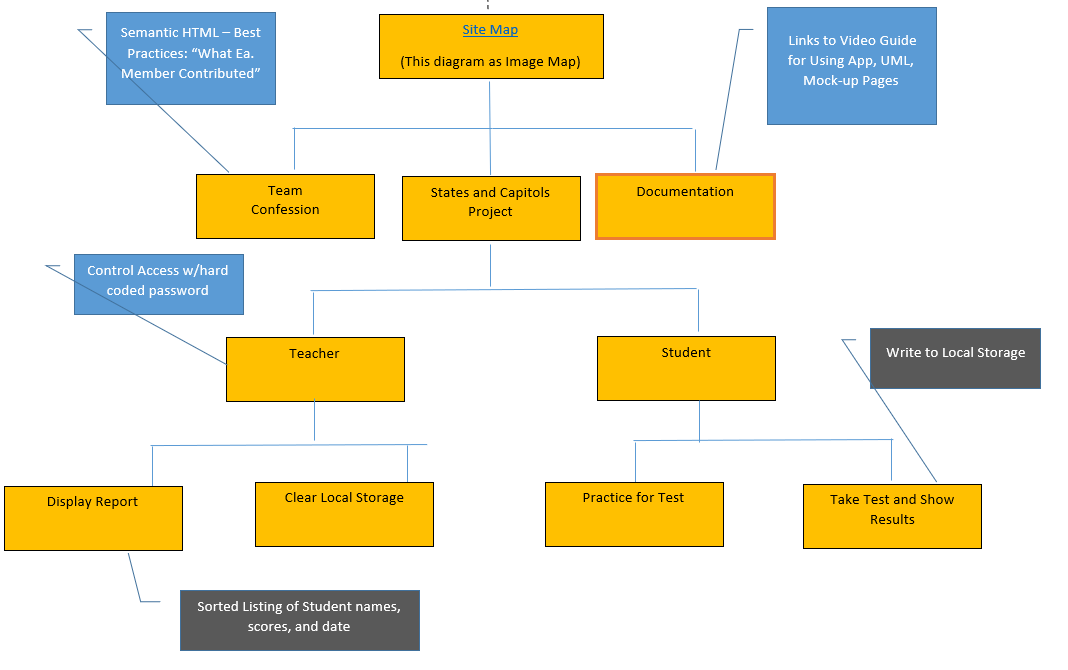 Semantic HTML – Best
Practices: “What Ea.
Member Contributed”
Site Map
(This diagram as Image Map)
Links to Video Guide
for Using App, UML,
Mock-up Pages
Team
Confession
States and Capitols
Project
Documentation
Control Access w/hard
coded password
Teacher
Student
Write to Local Storage
Display Report
Clear Local Storage
Practice for Test
Take Test and Show
Results
Sorted Listing of Student names,
scores, and date